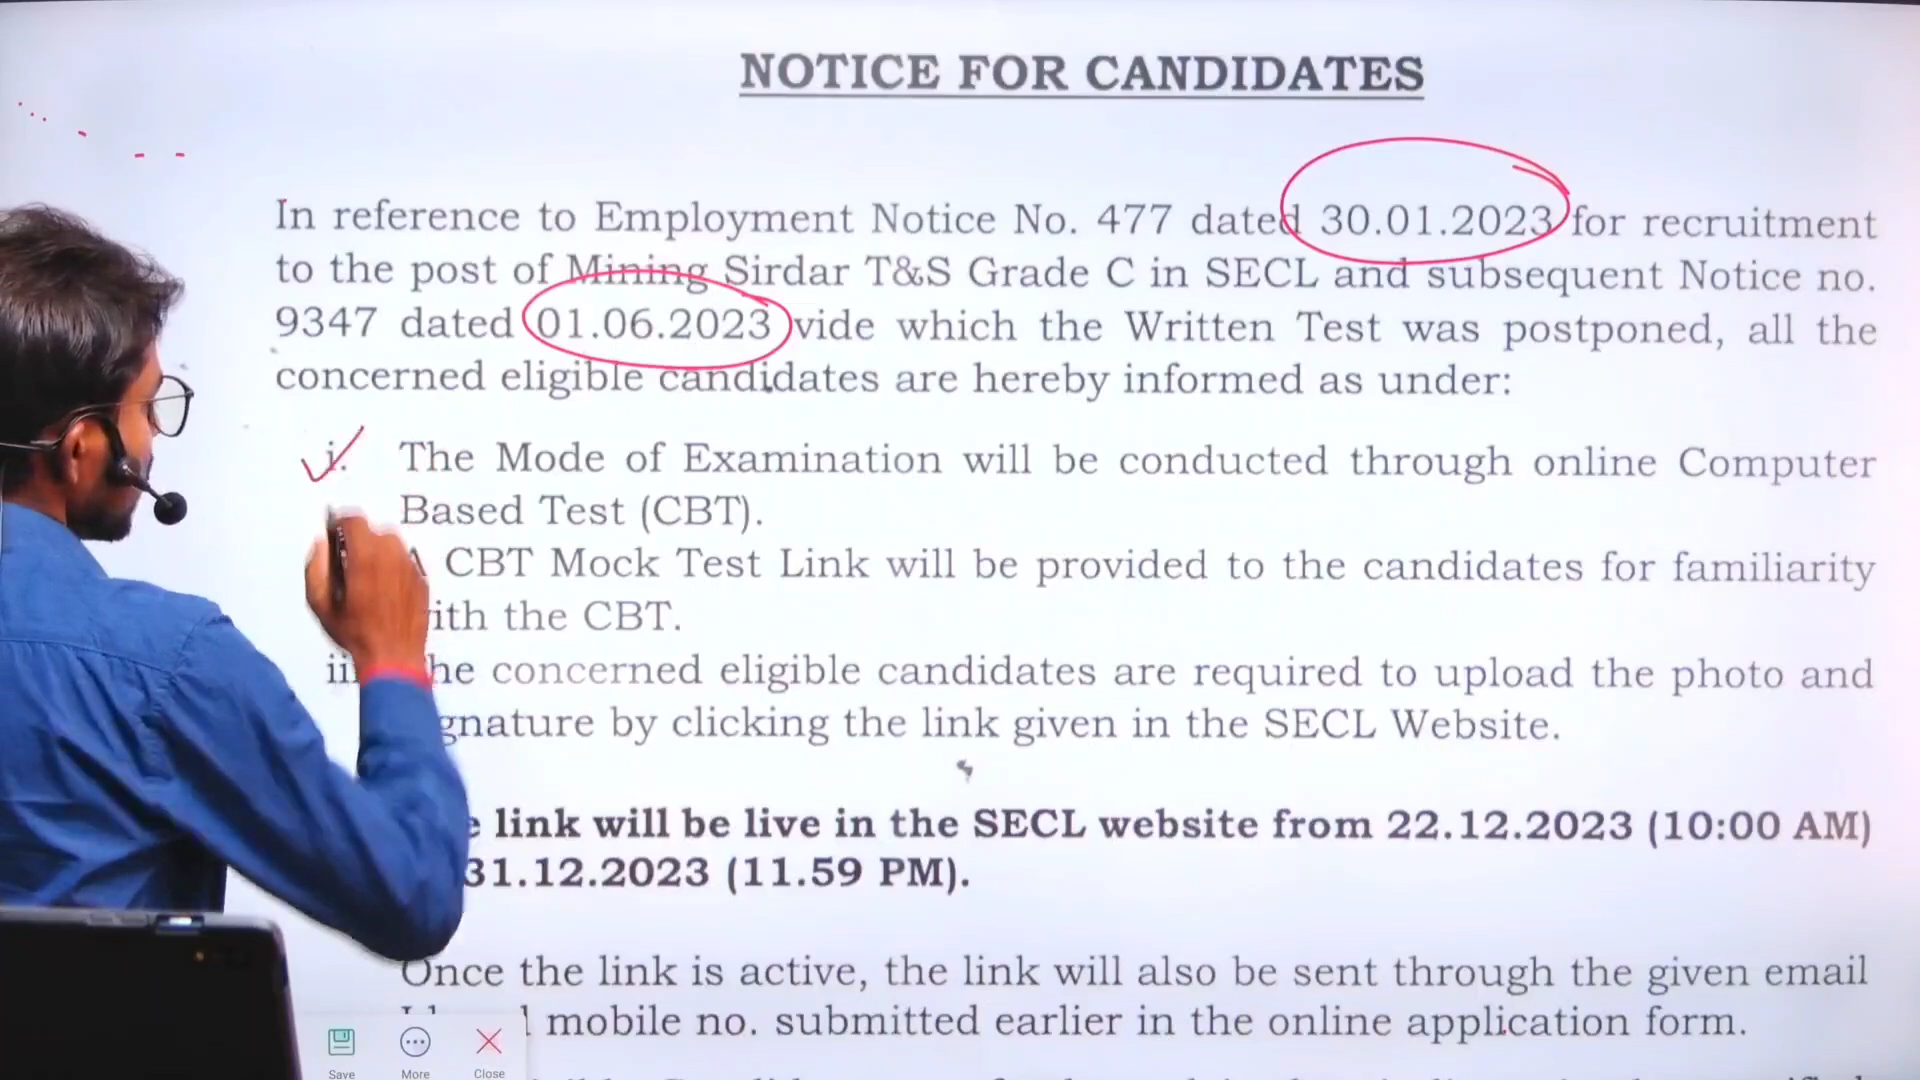 NOTICE FOR CANDIDATES
In reference to Employment Notice No. 477 dated 30.01.2023 for recruitment
to the post of Mining Sirdar T&S Grade C in SECL and subsequent Notice no.
9347 dated 01.06.2023 vide which the Written Test was postponed, all the
concerned eligible candidates are hereby informed as under:
i. The Mode of Examination will be conducted through online Computer
Based Test (CBT).
CBT Mock Test Link will be provided to the candidates for familiarity
the CBT.
concerned eligible candidates are required to upload the photo and
by clicking the link given in the SECL Website.
link will be live in the SECL website from 22.12.2023 (10:00 AM)
31.12.2023 (11.59 PM).
Once the link is active, the link will also be sent through the given email
mobile no. submitted earlier in the online application form.
Save More Close